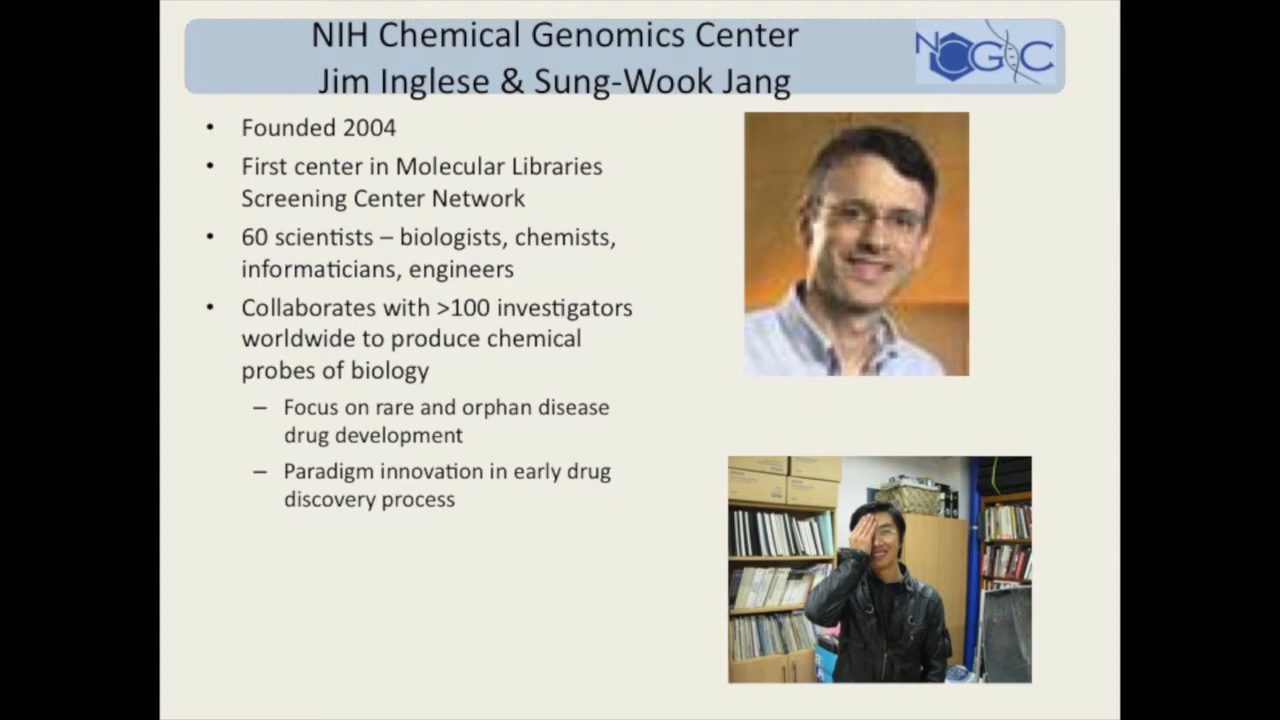 NIH Chemical Genomics Center
Jim Inglese & Sung-Wook Jang
NCGC
• Founded 2004
• First center in Molecular Libraries
Screening Center Network
• 60 scientists – biologists, chemists,
informaticians, engineers
• Collaborates with >100 investigators
worldwide to produce chemical
probes of biology
– Focus on rare and orphan disease
drug development
– Paradigm innovation in early drug
discovery process